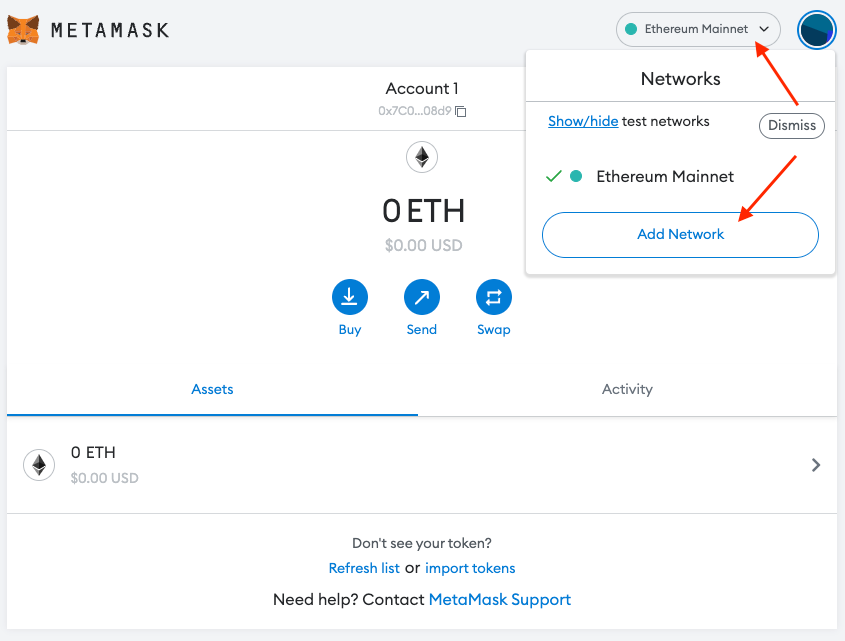 METAMASK
Ethereum Mainnet
Networks
Show/hide test networks
Dismiss
Ethereum Mainnet
Add Network
Account 1
0x7C0...08d9
0 ETH
$0.00 USD
Buy Send Swap
Assets Activity
0 ETH
$0.00 USD
Don't see your token?
Refresh list or import tokens
Need help? Contact MetaMask Support